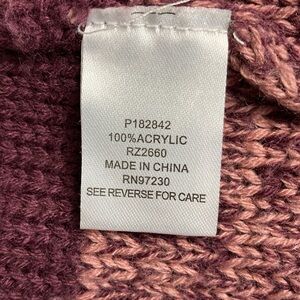 P182842
100%ACRYLIC
RZ2660
MADE IN CHINA
RN97230
SEE REVERSE FOR CARE